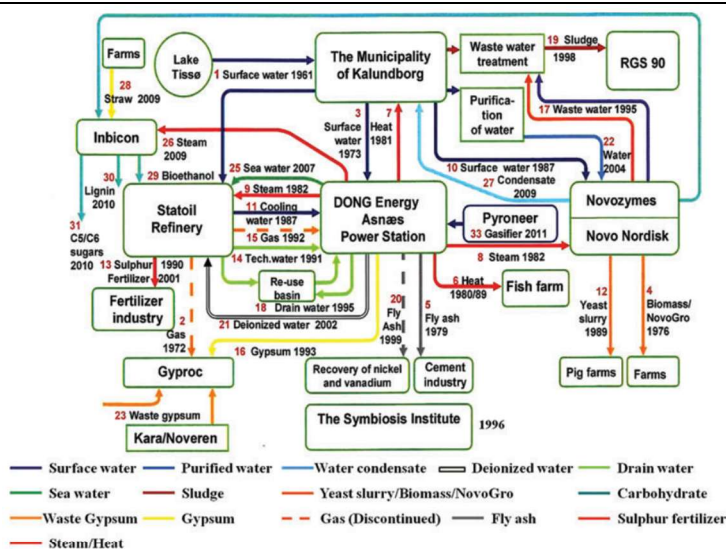 Farms
28
Straw 2009
Lake
Tissø
1 Surface water 1961
The Municipality
of Kalundborg
Waste water
treatment
19 Sludge
1998
RGS 90
17 Waste water 1995
Purifica-
tion
of water
Inbicon
26 Steam
2009
3
Surface
water
1973
7
Heat
1981
22
Water
2004
10 Surface water 1987
27 Condensate
2009
30
Lignin
2010
29 Bioethanol
25 Sea water 2007
9 Steam 1982
11 Cooling
water 1987
15 Gas 1992
14 Tech.water 1991
31
C5/C6
sugars
2010
Statoil
Refinery
DONG Energy
Asnæs
Power Station
Pyroneer
33 Gasifier 2011
Novozymes
Novo Nordisk
8 Steam 1982
13 Sulphur 1990
Fertilizer 2001
Fertilizer
industry
Re-use
basin
18 Drain water 1995
21 Deionized water 2002
6 Heat
1980/89
Fish farm
2
Gas
1972
16 Gypsum 1993
20
Fly
Ash
1999
5
Fly ash
1979
12
Yeast
slurry
1989
4
Biomass/
NovoGro
1976
Gyproc
Recovery of nickel
and vanadium
Cement
industry
Pig farms
Farms
23 Waste gypsum
Kara/Noveren
The Symbiosis Institute
1996
Surface water
Purified water
Water condensate
Deionized water
Drain water
Sea water
Sludge
Yeast slurry/Biomass/NovoGro
Carbohydrate
Waste Gypsum
Gypsum
Gas (Discontinued)
Fly ash
Sulphur fertilizer
Steam/Heat